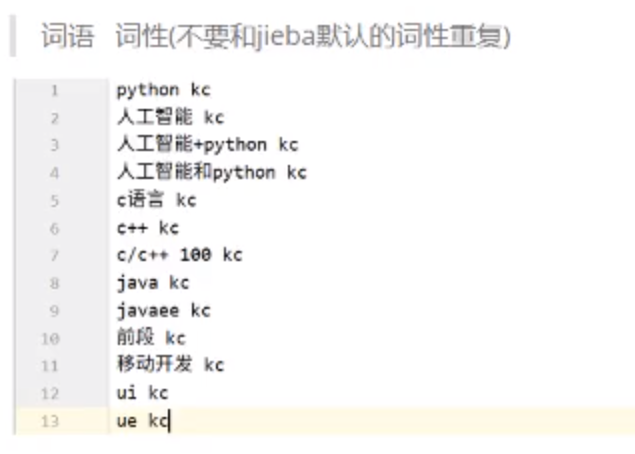 词语 词性(不要和jieba默认的词性重复)
1 python kc
2 人工智能 kc
3 人工智能+python kc
4 人工智能和python kc
5 c语言 kc
6 c++ kc
7 c/c++ 100 kc
8 java kc
9 javaee kc
10 前段 kc
11 移动开发 kc
12 ui kc
13 ue kc